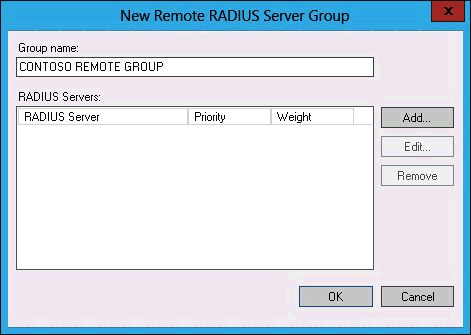 New Remote RADIUS Server Group
X
Group name:
CONTOSO REMOTE GROUP
RADIUS Servers:
RADIUS Server Priority Weight
Add...
Edit...
Remove
OK Cancel